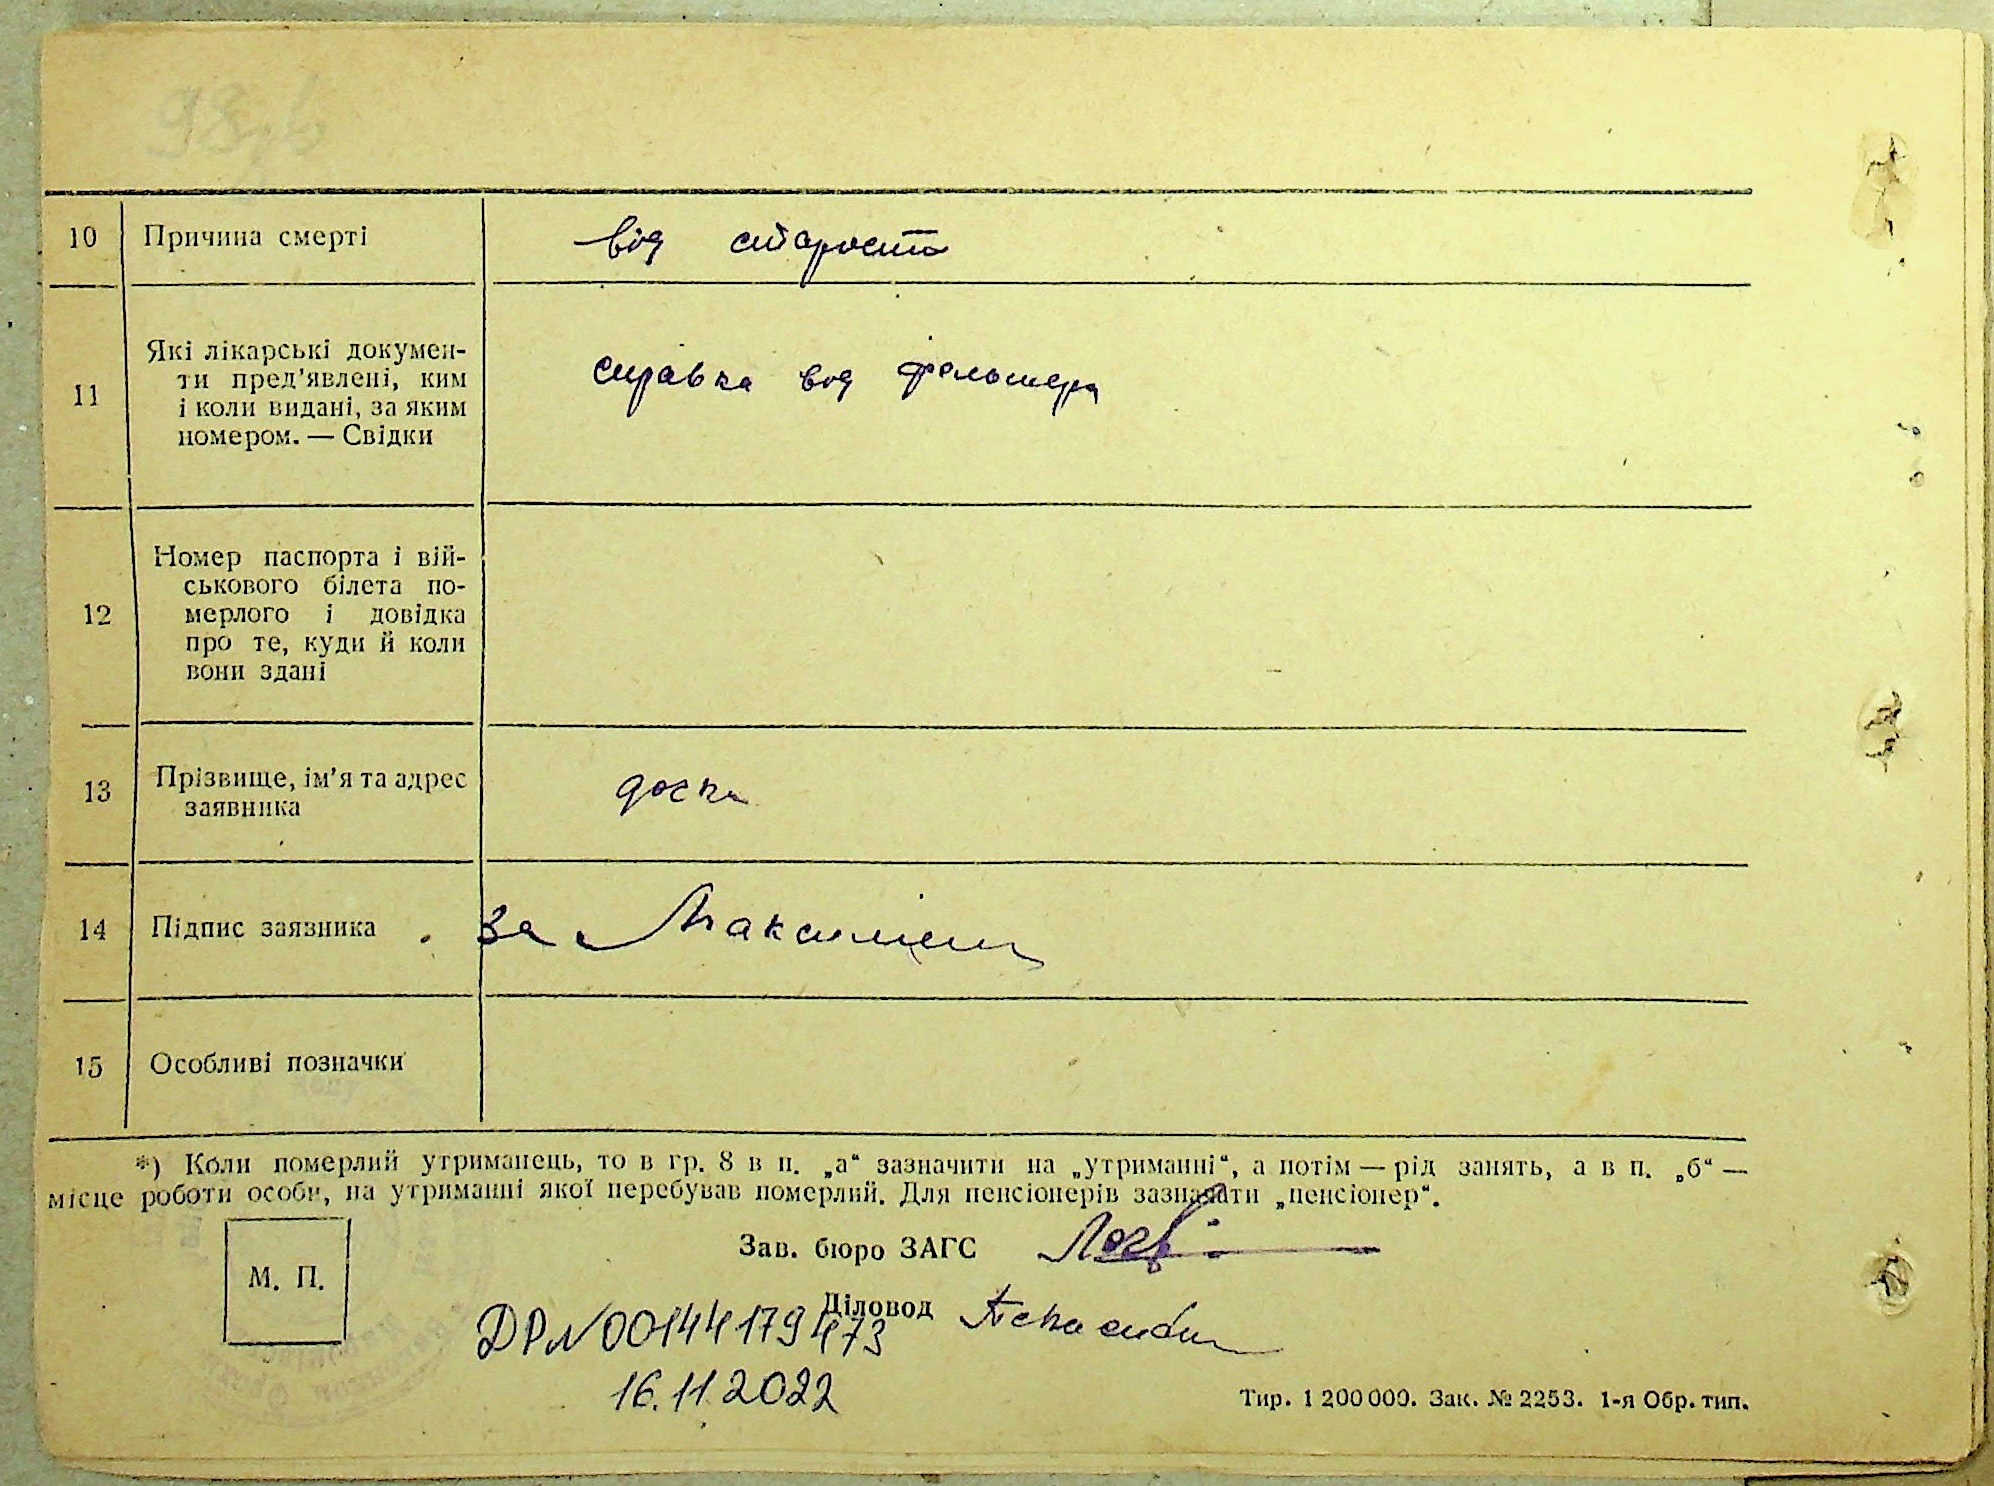 10 Причина смерті від старости
11 Які лікарські докумен-
ти пред'явлені, ким
і коли видані, за яким
номером. — Свідки
справка від фельшера
12 Номер паспорта і вій-
ськового білета по-
мерлого і довідка
про те, куди й коли
вони здані
13 Прізвище, ім'я та адрес
заявника
дочка
14 Підпис заявника за
15 Особливі позначки
*) Коли померлий утриманець, то в гр. 8 в п. „а“ зазначити на „утриманні“, а потім — рід занять, а в п. „б“ —
місце роботи особи, на утриманні якої перебував померлий. Для пенсіонерів зазначати „пенсіонер“.
Зав. бюро ЗАГС
М. П.
Діловод
ДР № 00144179473
16.11.2022
Тир. 1 200 000. Зак. № 2253. 1-я Обр. тип.